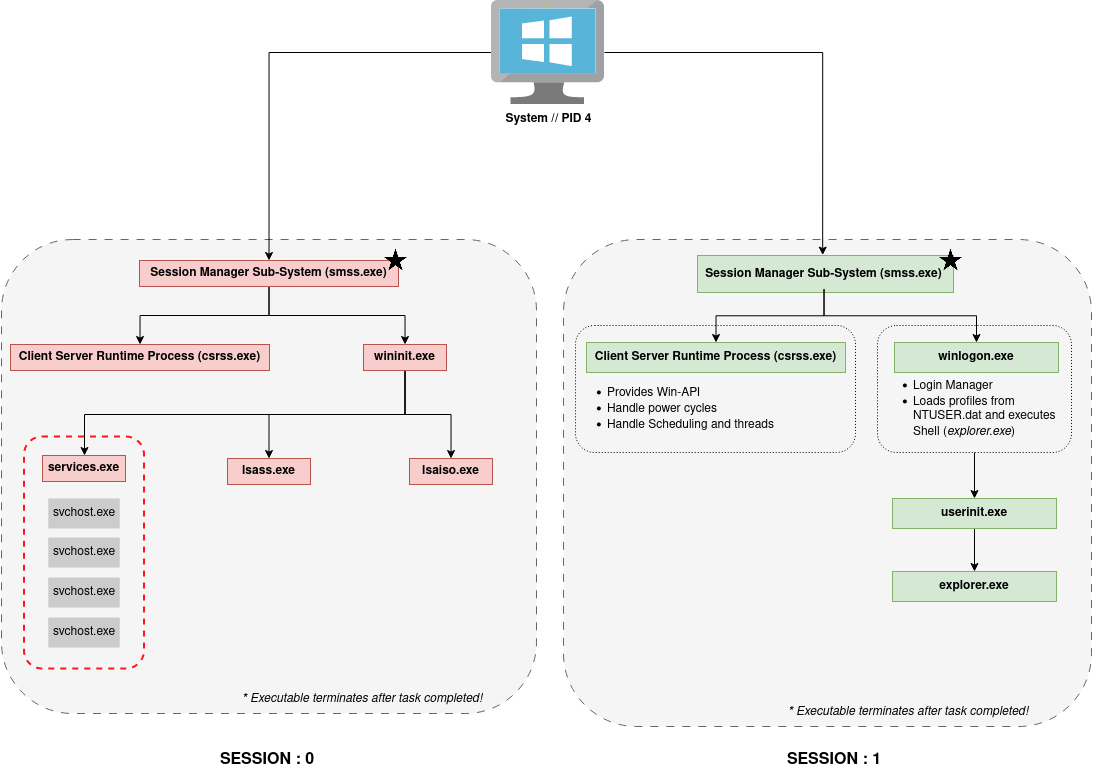 System // PID 4
Session Manager Sub-System (smss.exe)
Client Server Runtime Process (csrss.exe)
wininit.exe
services.exe
lsass.exe
lsaiso.exe
svchost.exe
svchost.exe
svchost.exe
svchost.exe
* Executable terminates after task completed!
SESSION : 0
Session Manager Sub-System (smss.exe)
Client Server Runtime Process (csrss.exe)
Provides Win-API
Handle power cycles
Handle Scheduling and threads
winlogon.exe
Login Manager
Loads profiles from
NTUSER.dat and executes
Shell (explorer.exe)
userinit.exe
explorer.exe
* Executable terminates after task completed!
SESSION : 1